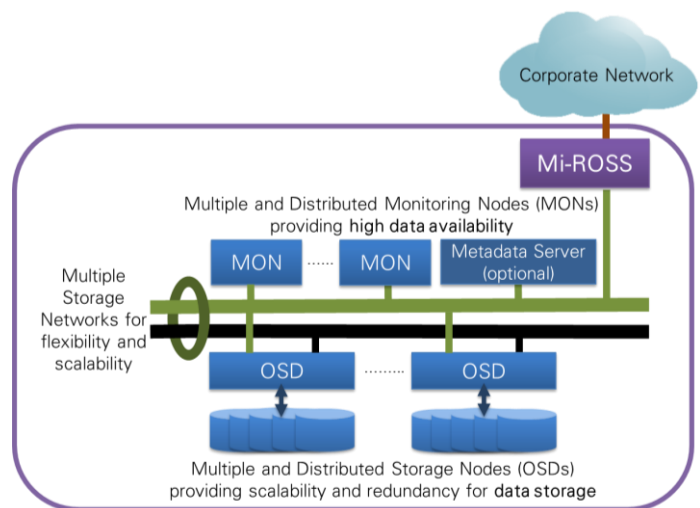 Corporate Network
Mi-ROSS
Multiple and Distributed Monitoring Nodes (MONs)
providing high data availability
MON
......
MON
Metadata Server
(optional)
Multiple
Storage
Networks for
flexibility and
scalability
OSD
.........
OSD
Multiple and Distributed Storage Nodes (OSDs)
providing scalability and redundancy for data storage